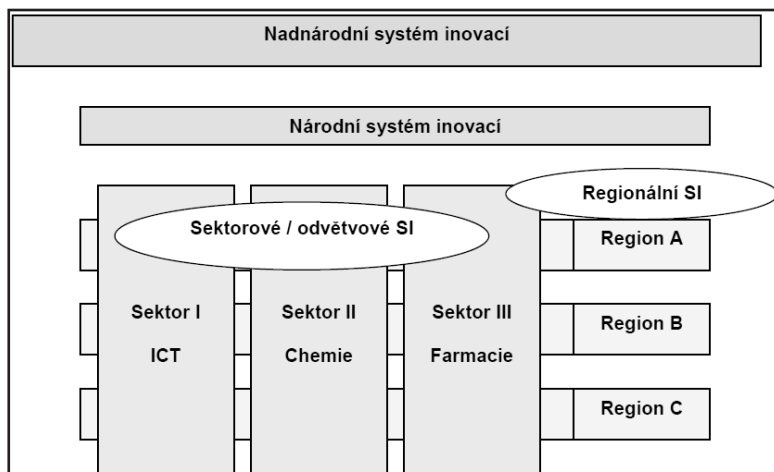 Nadnárodní systém inovací
Národní systém inovací
Regionální SI
Sektorové / odvětvové SI
Region A
Sektor I
Sektor II
Sektor III
Region B
ICT
Chemie
Farmacie
Region C